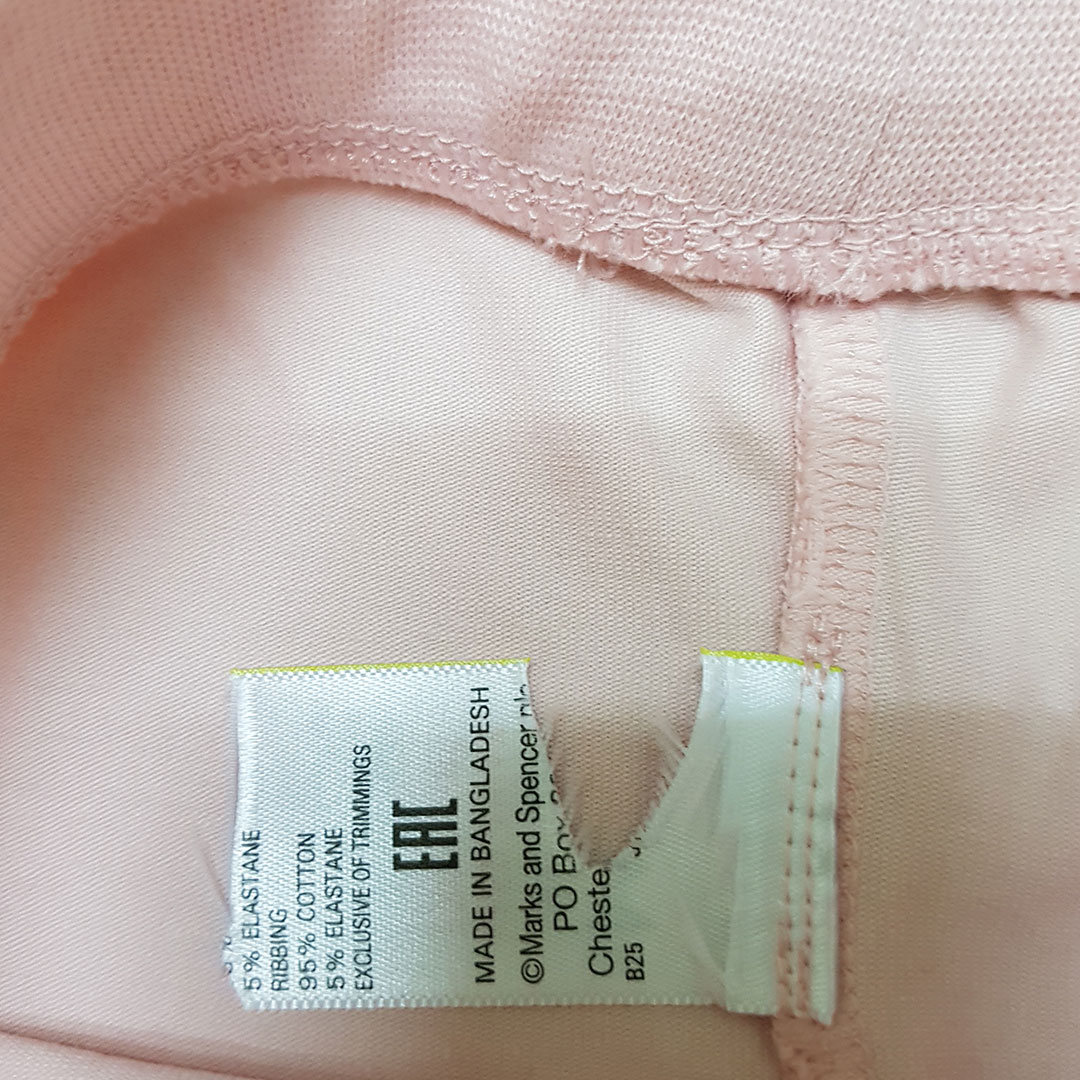 5% ELASTANE
RIBBING
95% COTTON
5% ELASTANE
EXCLUSIVE OF TRIMMINGS
EAC
MADE IN BANGLADESH
©Marks and Spencer
PO Box
B25